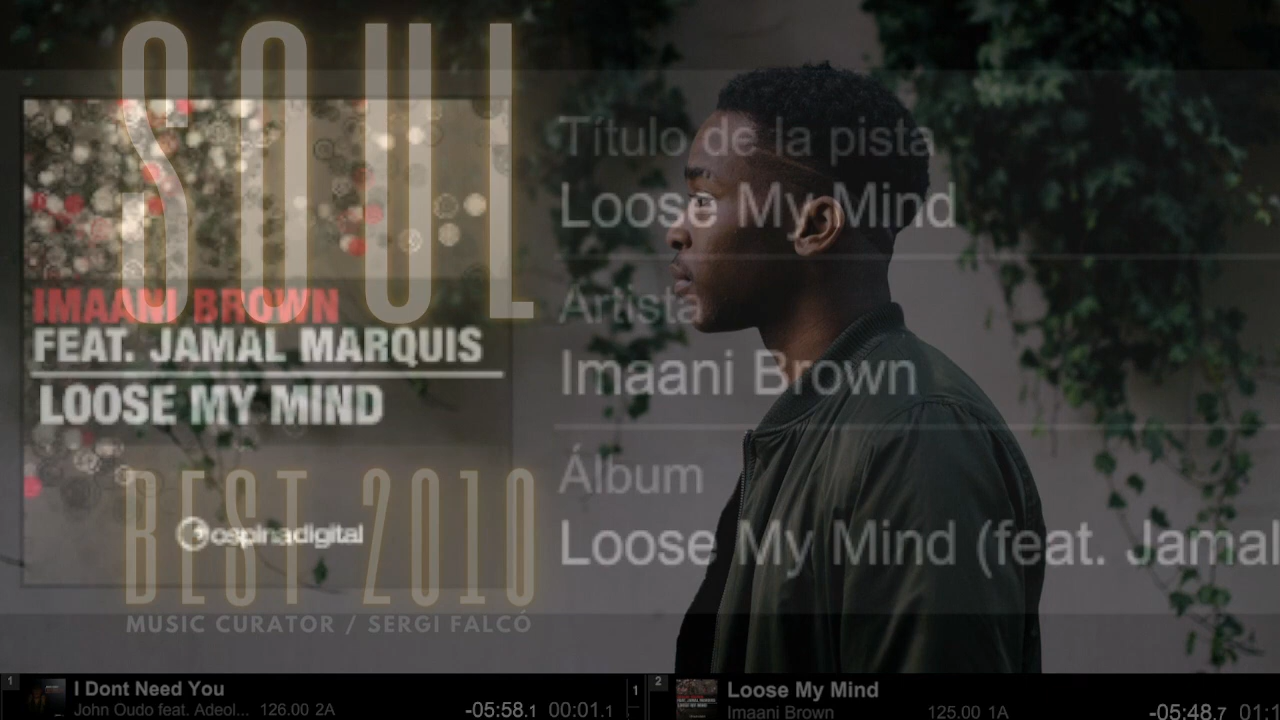 SOUL
IMAANI BROWN
FEAT. JAMAL MARQUIS
LOOSE MY MIND
ospinadigital
BEST 2010
MUSIC CURATOR / SERGI FALCÓ
Título de la pista
Loose My Mind
Artista
Imaani Brown
Álbum
Loose My Mind (feat. Jamal
1
I Dont Need You
John Oudo feat. Adeol... 126.00 2A
-05:58.1 00:01.1
1
2
Loose My Mind
Imaani Brown 125.00 1A
-05:48.7 01:1